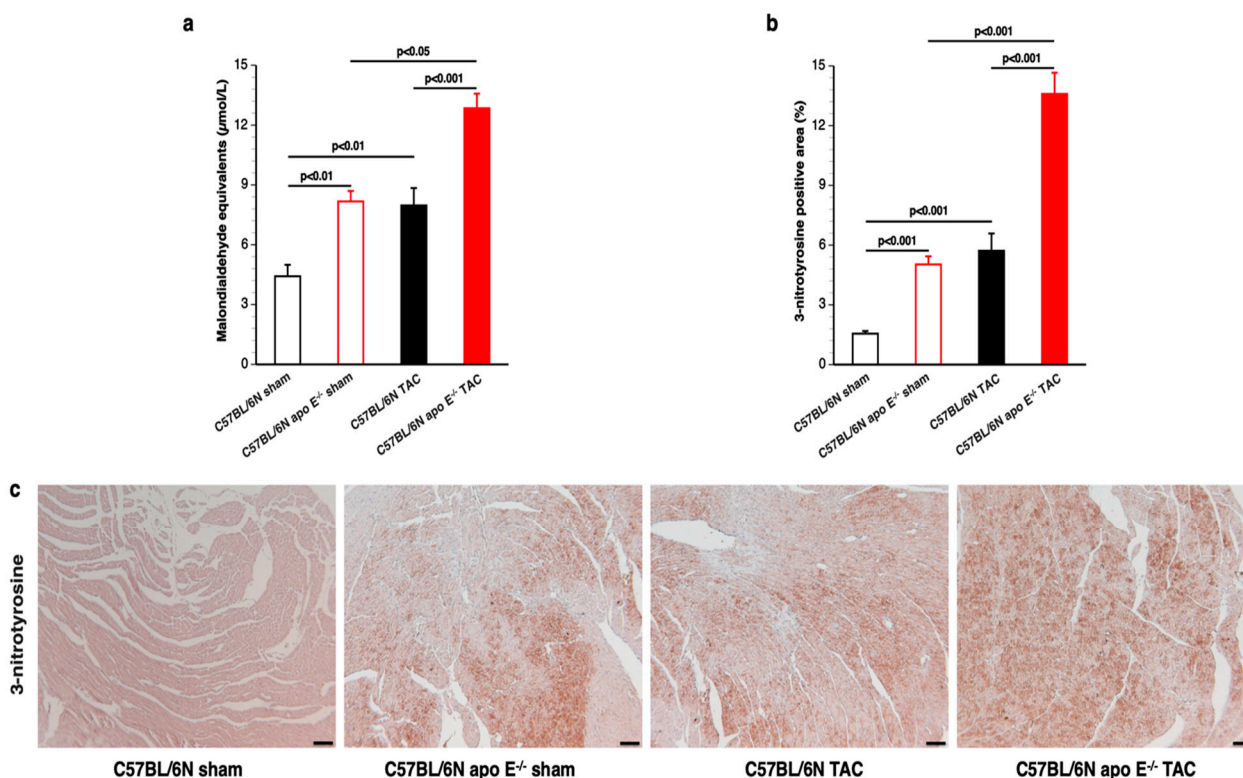 a
p<0.05
p<0.001
p<0.01
p<0.01
Malondialdehyde equivalents (µmol/L)
15
12
9
6
3
0
C57BL/6N sham
C57BL/6N apo E-/- sham
C57BL/6N TAC
C57BL/6N apo E-/- TAC
b
p<0.001
p<0.001
p<0.001
p<0.001
3-nitrotyrosine positive area (%)
15
12
9
6
3
0
C57BL/6N sham
C57BL/6N apo E-/- sham
C57BL/6N TAC
C57BL/6N apo E-/- TAC
c
3-nitrotyrosine
C57BL/6N sham
C57BL/6N apo E-/- sham
C57BL/6N TAC
C57BL/6N apo E-/- TAC